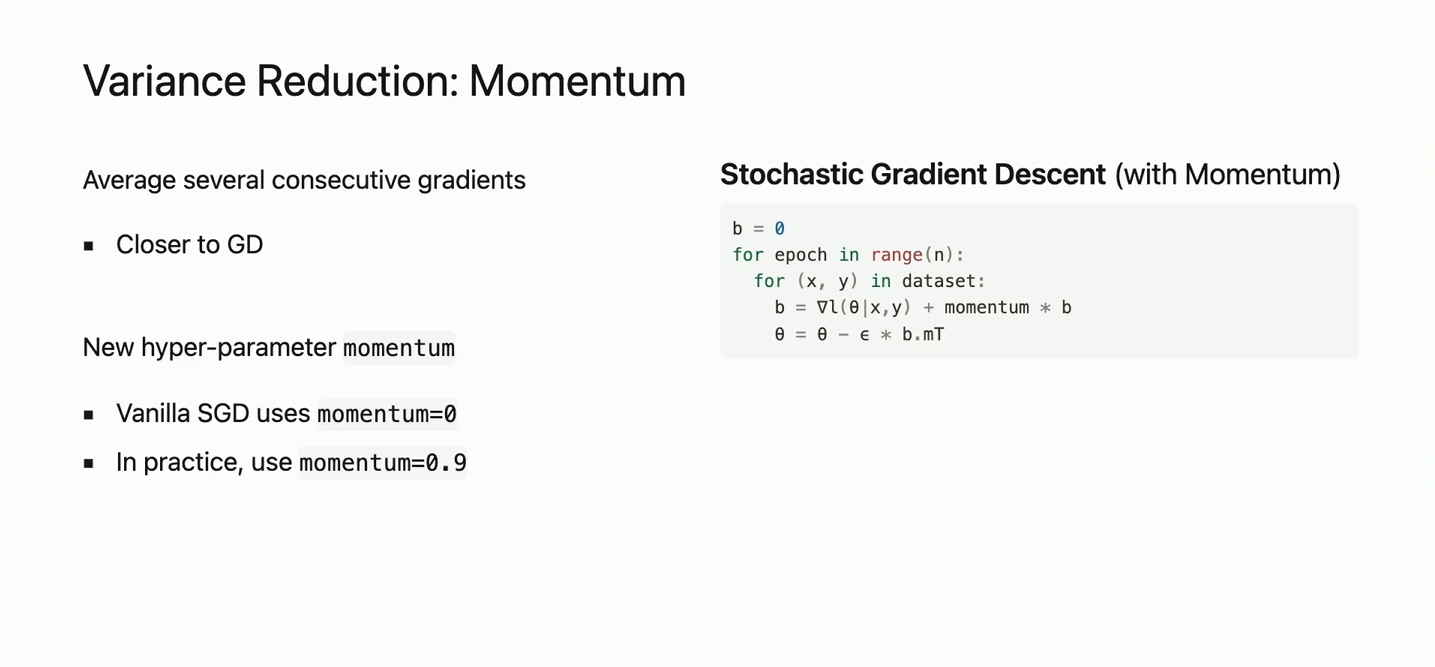 Variance Reduction: Momentum
Average several consecutive gradients
▪ Closer to GD
New hyper-parameter momentum
▪ Vanilla SGD uses momentum=0
▪ In practice, use momentum=0.9
Stochastic Gradient Descent (with Momentum)
b = 0
for epoch in range(n):
  for (x, y) in dataset:
    b = ∇l(θ|x,y) + momentum * b
    θ = θ − ϵ * b.mT